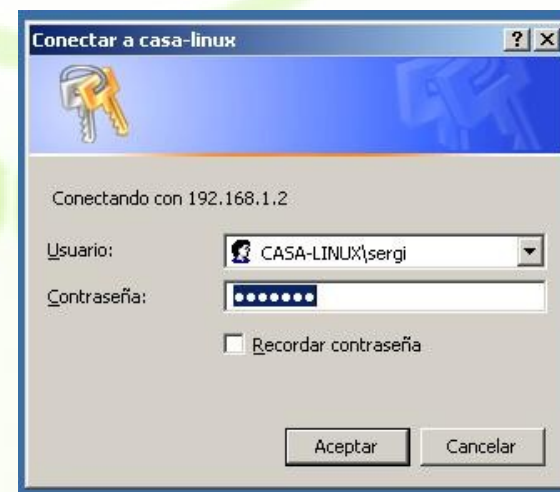 Conectar a casa-linux
Conectando con 192.168.1.2
Usuario: CASA-LINUX\sergi
Contraseña: ●●●●●●●
Recordar contraseña
Aceptar Cancelar